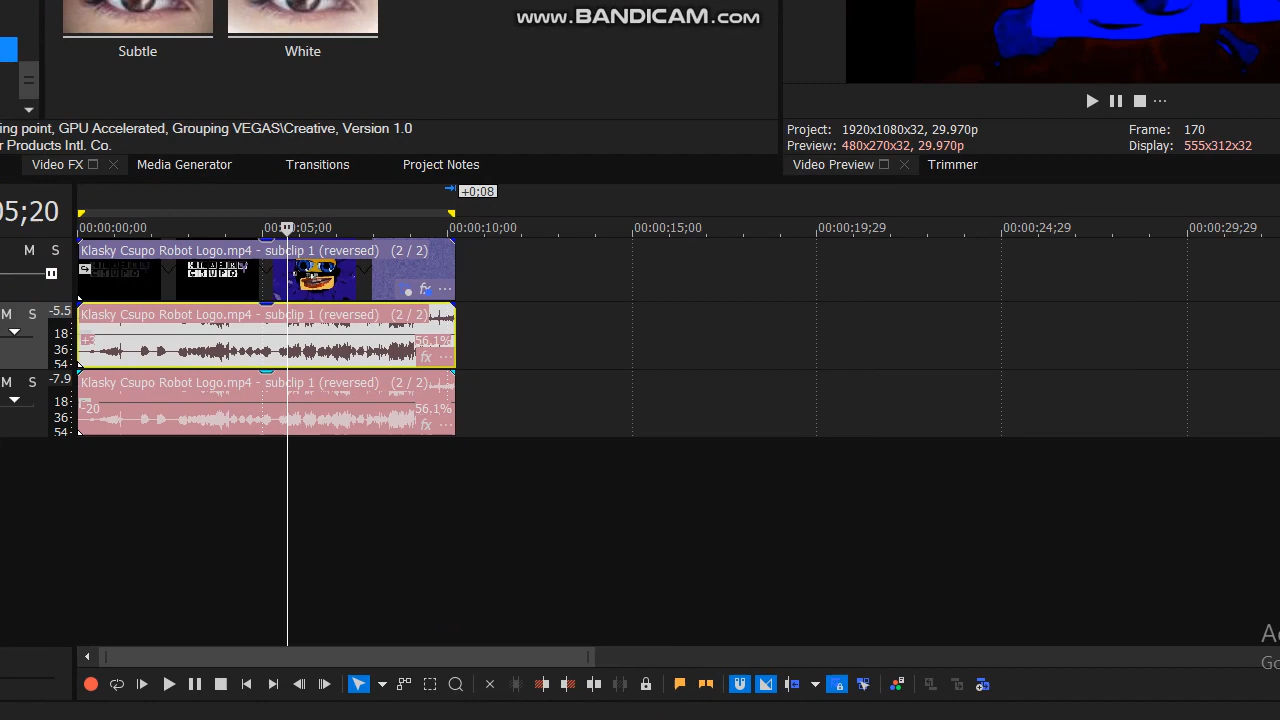 www.BANDICAM.com
Subtle
White
ing point, GPU Accelerated, Grouping VEGAS\Creative, Version 1.0
r Products Intl. Co.
Project: 1920x1080x32, 29.970p
Frame: 170
Preview: 480x270x32, 29.970p
Display: 555x312x32
Video FX
Media Generator
Transitions
Project Notes
Video Preview
Trimmer
+0;08
05;20
00:00:00;00
00:00:05;00
00:00:10;00
00:00:15;00
00:00:19;29
00:00:24;29
00:00:29;29
M S
Klasky Csupo Robot Logo.mp4 - subclip 1 (reversed) (2 / 2)
fx
-5.5
Klasky Csupo Robot Logo.mp4 - subclip 1 (reversed) (2 / 2)
M S
18
36
54
56.1%
fx
-7.9
Klasky Csupo Robot Logo.mp4 - subclip 1 (reversed) (2 / 2)
M S
18
36
54
-20
56.1%
fx